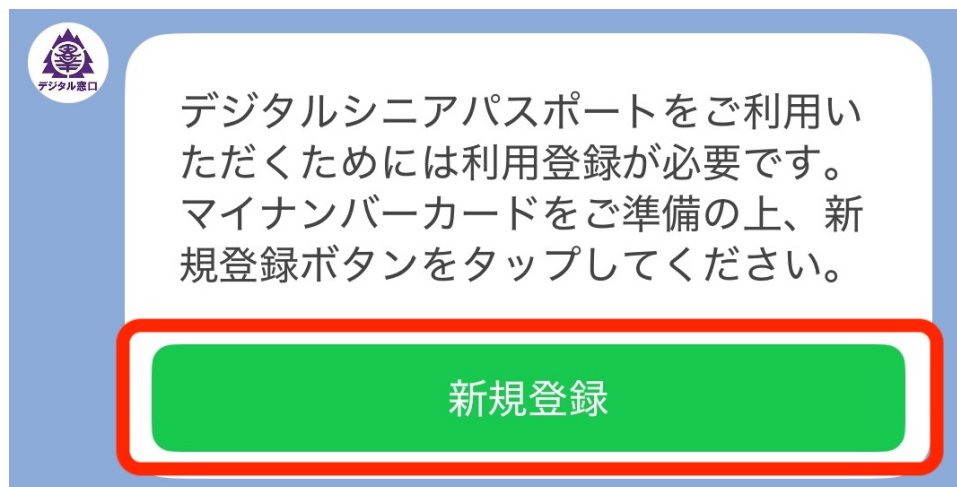 デジタル窓口
デジタルシニアパスポートをご利用い
ただくためには利用登録が必要です。
マイナンバーカードをご準備の上、新
規登録ボタンをタップしてください。
新規登録